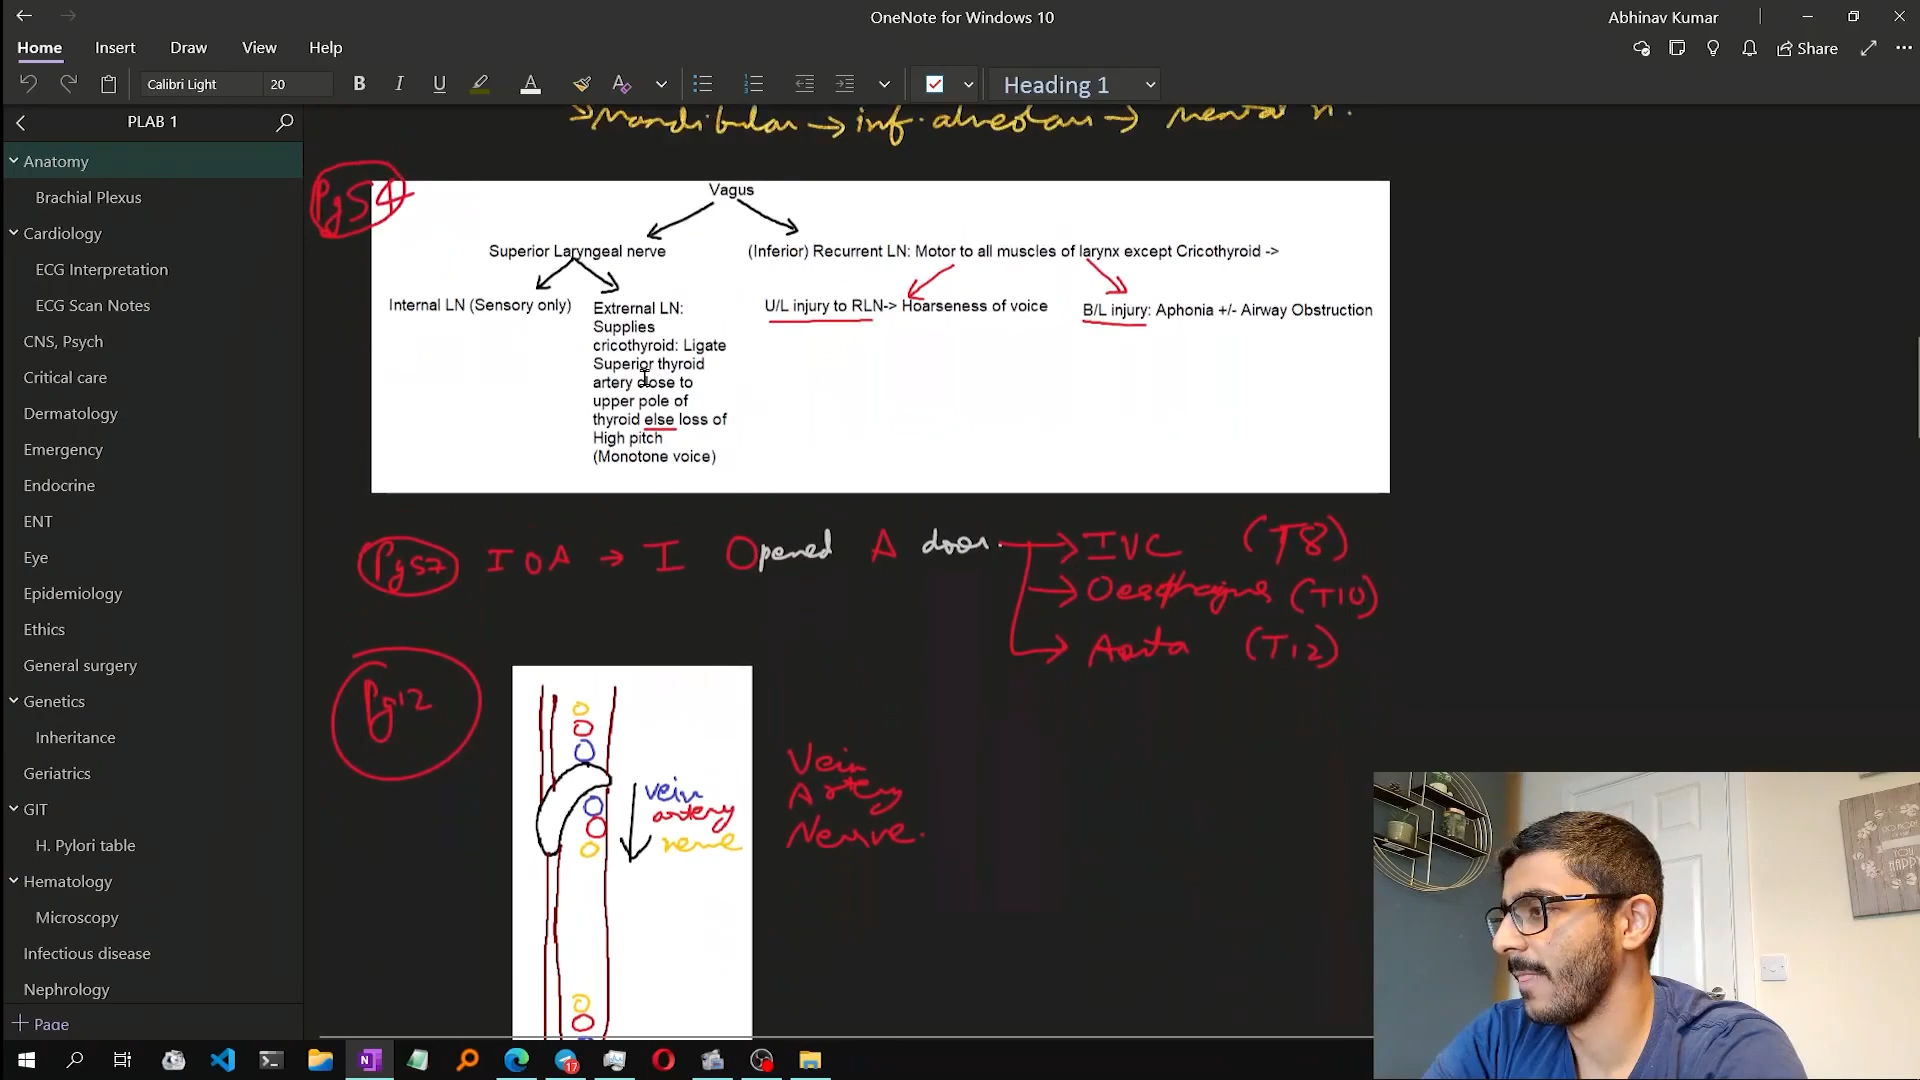 OneNote for Windows 10
Abhinav Kumar
Home Insert Draw View Help
Share
Calibri Light 20 B I U A Heading 1
PLAB 1
Anatomy
Brachial Plexus
Cardiology
ECG Interpretation
ECG Scan Notes
CNS, Psych
Critical care
Dermatology
Emergency
Endocrine
ENT
Eye
Epidemiology
Ethics
General surgery
Genetics
Inheritance
Geriatrics
GIT
H. Pylori table
Hematology
Microscopy
Infectious disease
Nephrology
+ Page
→ Mandibular → inf. alveolar → mental n.
Pg54
Vagus
Superior Laryngeal nerve
(Inferior) Recurrent LN: Motor to all muscles of larynx except Cricothyroid ->
Internal LN (Sensory only)
Extrernal LN:
Supplies
cricothyroid: Ligate
Superior thyroid
artery close to
upper pole of
thyroid else loss of
High pitch
(Monotone voice)
U/L injury to RLN-> Hoarseness of voice
B/L injury: Aphonia +/- Airway Obstruction
Pg57 IOA → I Opened A door. → IVC (T8)
→ Oesophagus (T10)
→ Aorta (T12)
Pg12
vein
artery
nerve
Vein
Artery
Nerve.
17